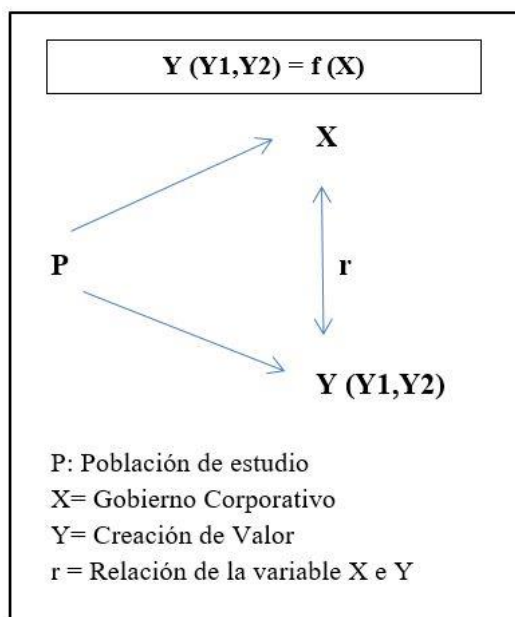 Y (Y1,Y2) = f (X)
X
P
r
Y (Y1,Y2)
P: Población de estudio
X= Gobierno Corporativo
Y= Creación de Valor
r = Relación de la variable X e Y